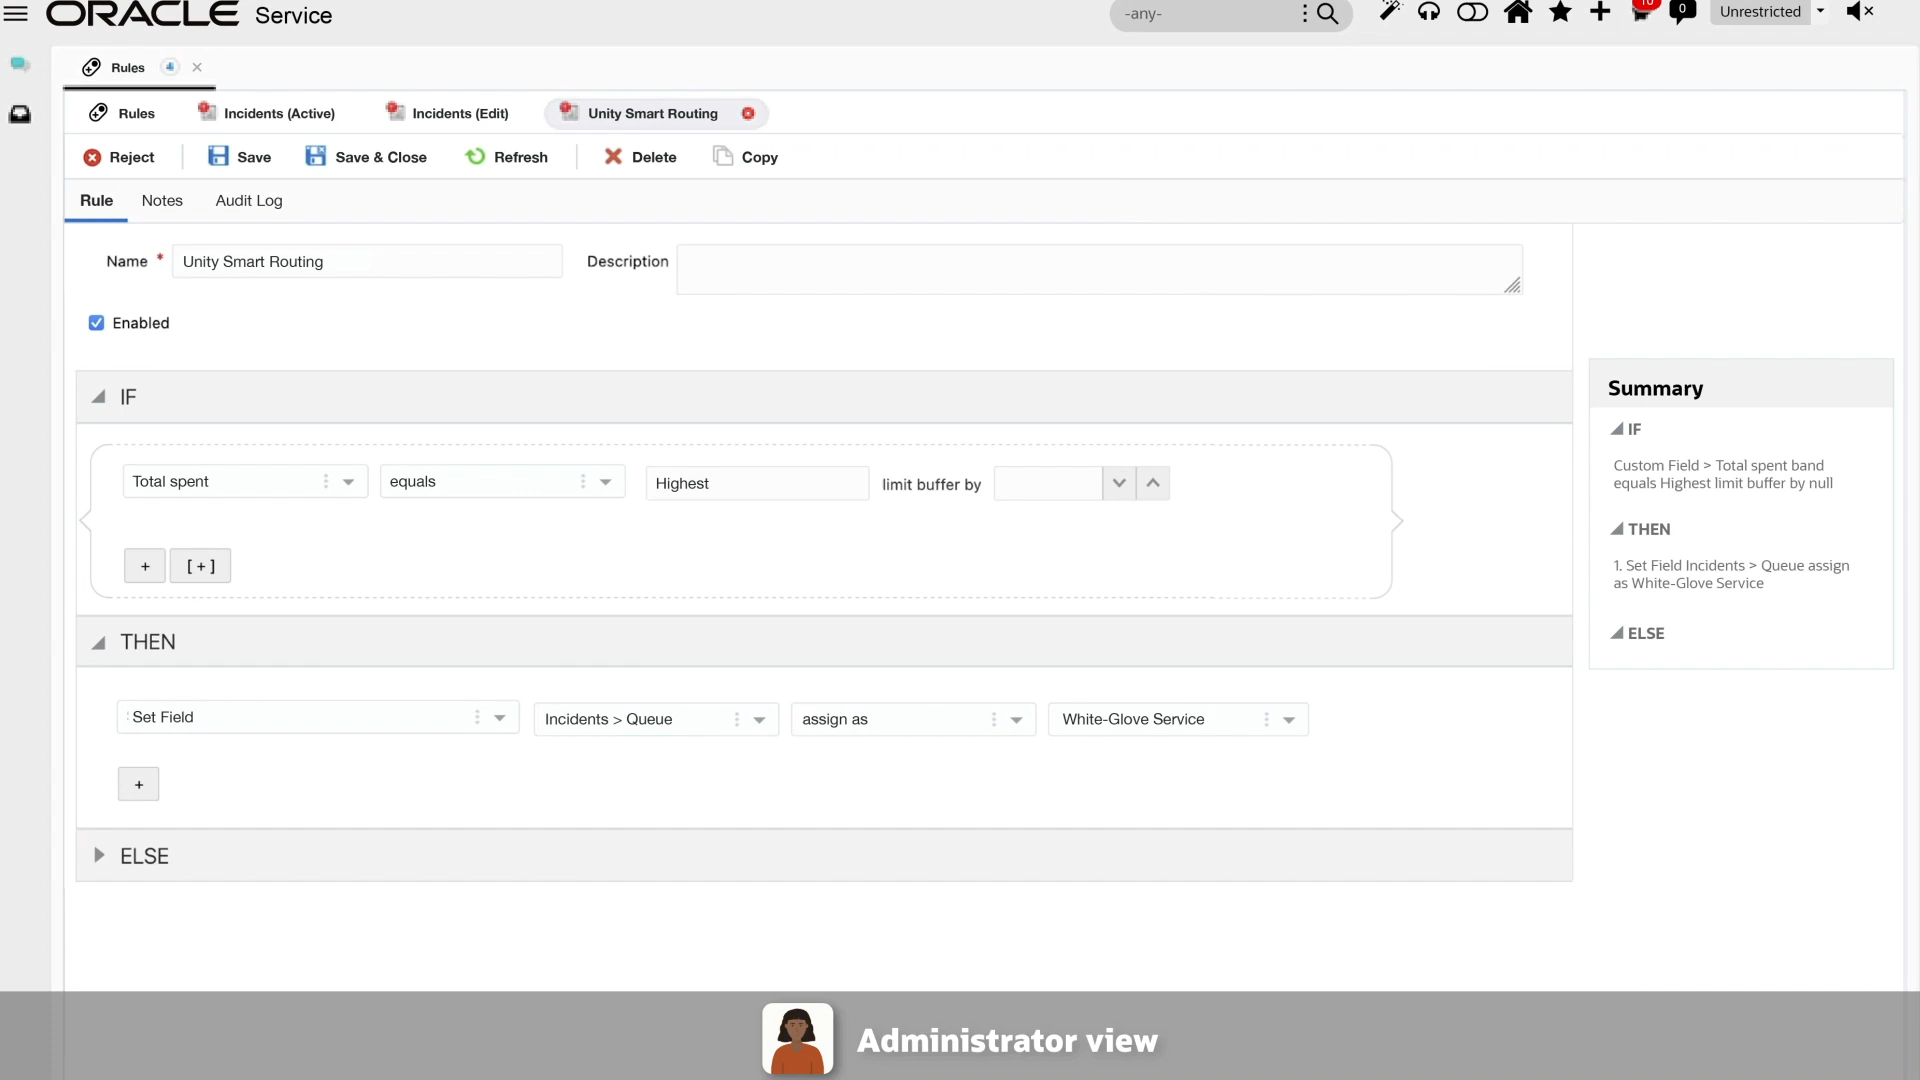 ORACLE Service
-any-
10
0
Unrestricted
Rules 4
Rules Incidents (Active) Incidents (Edit) Unity Smart Routing
Reject Save Save & Close Refresh Delete Copy
Rule Notes Audit Log
Name * Unity Smart Routing Description
Enabled
IF
Total spent equals Highest limit buffer by
+ [ + ]
THEN
Set Field Incidents > Queue assign as White-Glove Service
+
ELSE
Summary
IF
Custom Field > Total spent band
equals Highest limit buffer by null
THEN
1. Set Field Incidents > Queue assign
as White-Glove Service
ELSE
Administrator view